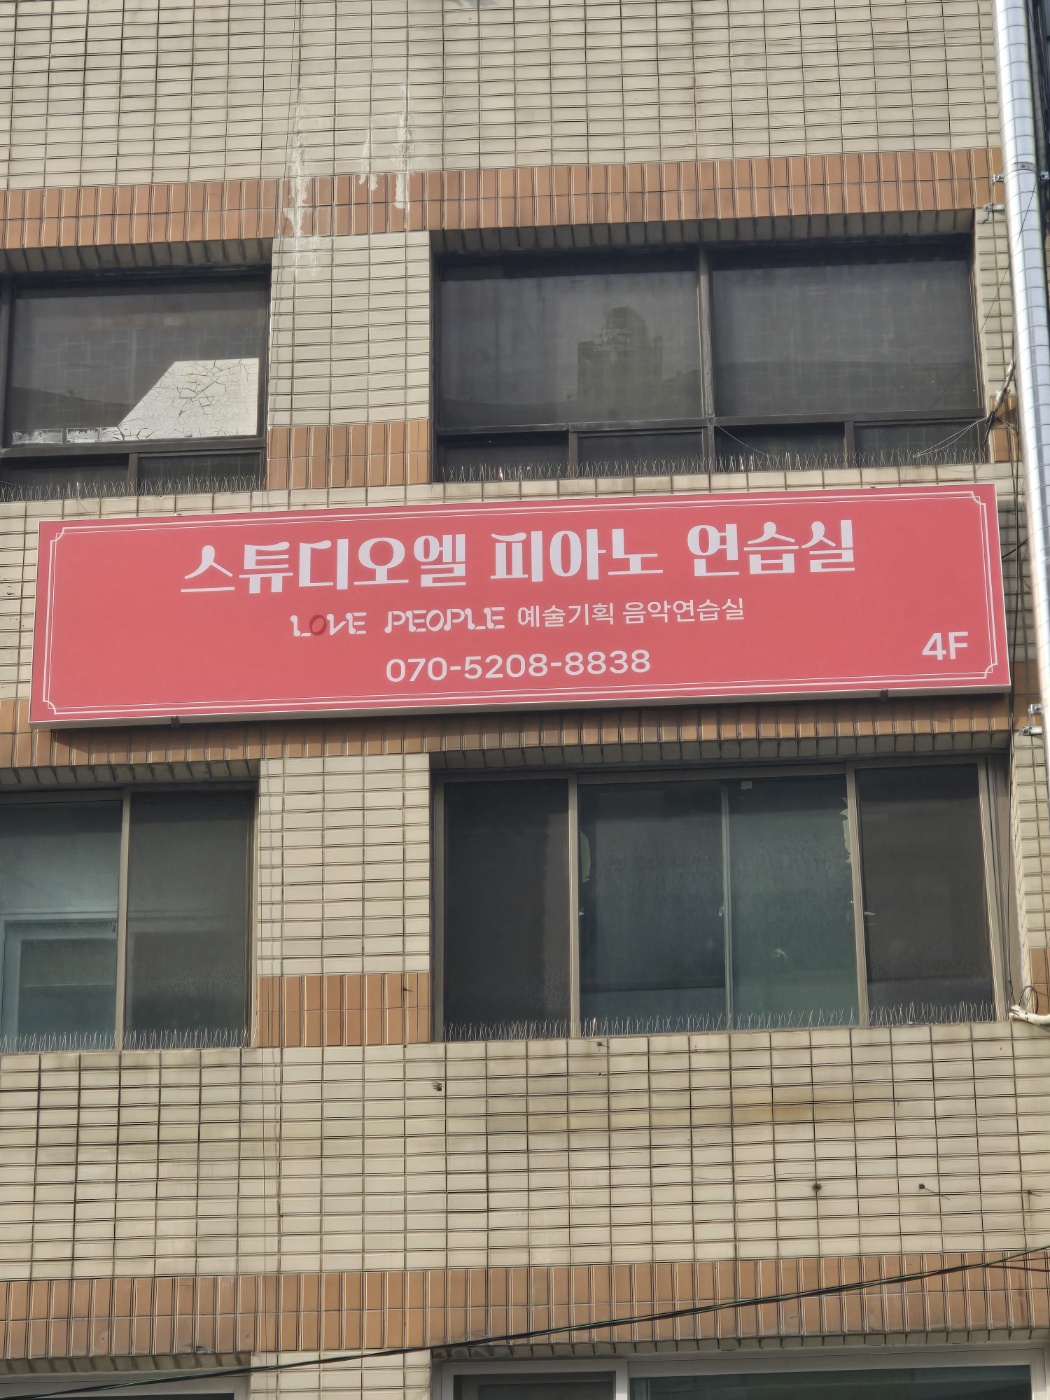 스튜디오엘 피아노 연습실
LOVE PEOPLE 예술기획 음악연습실
070-5208-8838
4F